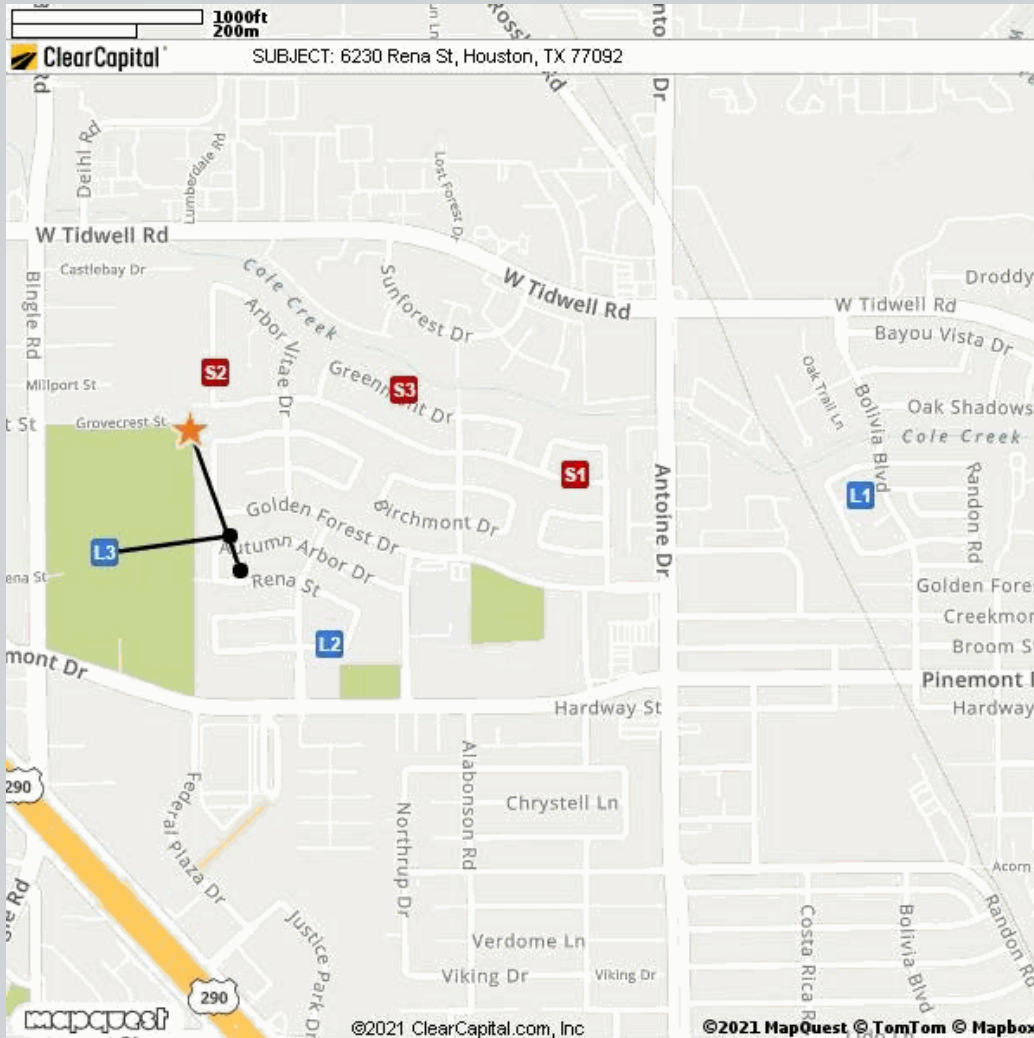 1000ft
200m
ClearCapital
SUBJECT: 6230 Rena St, Houston, TX 77092
Rd
Dr
Deihl Rd
Lumberdale Rd
Lost Forest Dr
W Tidwell Rd
Castlebay Dr
Cole Creek
Sunforest Dr
W Tidwell Rd
W Tidwell Rd
Droddy
Bayou Vista Dr
Bingle Rd
Arbor Vitae Dr
Millport St
S2
Greenmont Dr
S3
Oak Trail Ln
Bolivia Blvd
Oak Shadows
Cole Creek
t St
Grovecrest St
S1
Antoine Dr
L1
Randon Rd
Golden Forest Dr
Birchmont Dr
L3
Autumn Arbor Dr
ena St
Rena St
Golden Fore
Creekmor
Broom S
L2
mont Dr
Pinemont
Hardway St
Hardway
290
Federal Plaza Dr
Alabonson Rd
Northrup Dr
Chrystell Ln
Acorn
Randon Rd
Justice Park Dr
Verdome Ln
Viking Dr
Viking Dr
Costa Rica R
Bolivia Blvd
290
mapquest
©2021 ClearCapital.com, Inc
©2021 MapQuest © TomTom © Mapbox